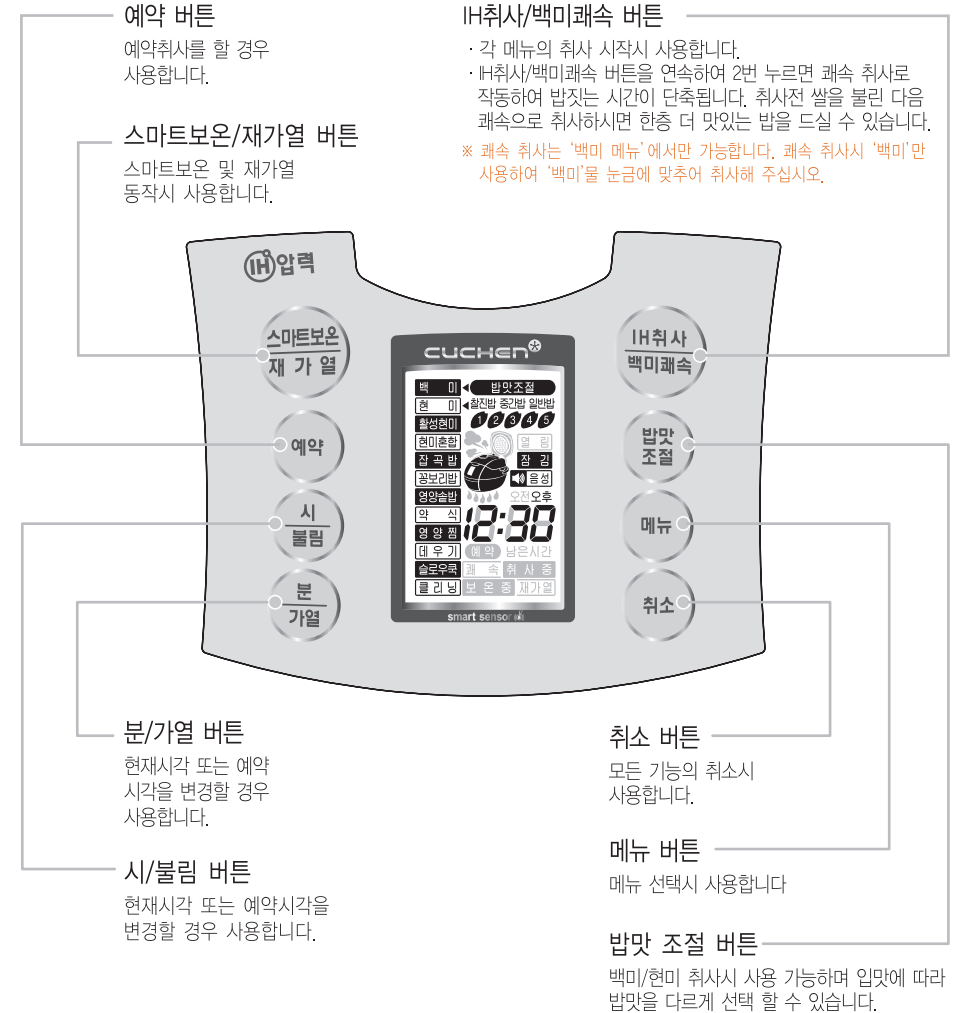 예약 버튼
예약취사를 할 경우
사용합니다.
스마트보온/재가열 버튼
스마트보온 및 재가열
동작시 사용합니다.
IH취사/백미쾌속 버튼
· 각 메뉴의 취사 시작시 사용합니다.
· IH취사/백미쾌속 버튼을 연속하여 2번 누르면 쾌속 취사로
작동하여 밥짓는 시간이 단축됩니다. 취사전 쌀을 불린 다음
쾌속으로 취사하시면 한층 더 맛있는 밥을 드실 수 있습니다.
※ 쾌속 취사는 '백미 메뉴'에서만 가능합니다. 쾌속 취사시 '백미'만
사용하여 '백미'물 눈금에 맞추어 취사해 주십시오.
IH압력
스마트보온
재 가 열
예약
시
불림
분
가열
CUCHEN
백 미
현 미
활성현미
현미혼합
잡 곡 밥
꽁보리밥
영양솥밥
약 식
영 양 찜
데 우 기
슬로우쿡
클 리 닝
밥맛조절
찰진밥 중간밥 일반밥
1 2 3 4 5
열 림
잠 김
음성
오전 오후
12:30
예약 남은시간
쾌 속 취 사 중
보 온 중 재가열
smart sensor
IH취사
백미쾌속
밥맛
조절
메뉴
취소
분/가열 버튼
현재시각 또는 예약
시각을 변경할 경우
사용합니다.
시/불림 버튼
현재시각 또는 예약시각을
변경할 경우 사용합니다.
취소 버튼
모든 기능의 취소시
사용합니다.
메뉴 버튼
메뉴 선택시 사용합니다
밥맛 조절 버튼
백미/현미 취사시 사용 가능하며 입맛에 따라
밥맛을 다르게 선택 할 수 있습니다.